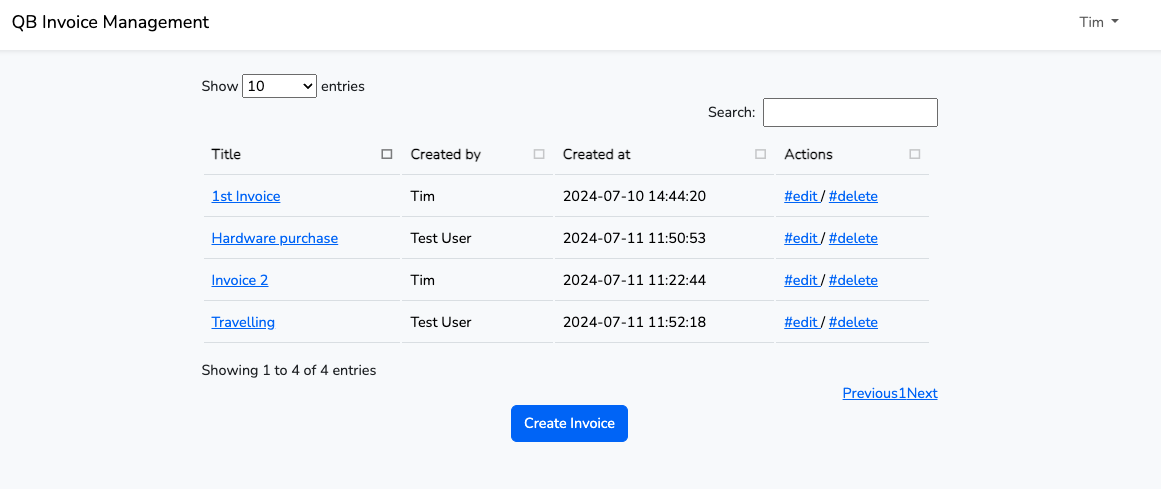 QB Invoice Management Tim
Show 10 entries
Search:
Title Created by Created at Actions
1st Invoice Tim 2024-07-10 14:44:20 #edit / #delete
Hardware purchase Test User 2024-07-11 11:50:53 #edit / #delete
Invoice 2 Tim 2024-07-11 11:22:44 #edit / #delete
Travelling Test User 2024-07-11 11:52:18 #edit / #delete
Showing 1 to 4 of 4 entries
Previous1Next
Create Invoice